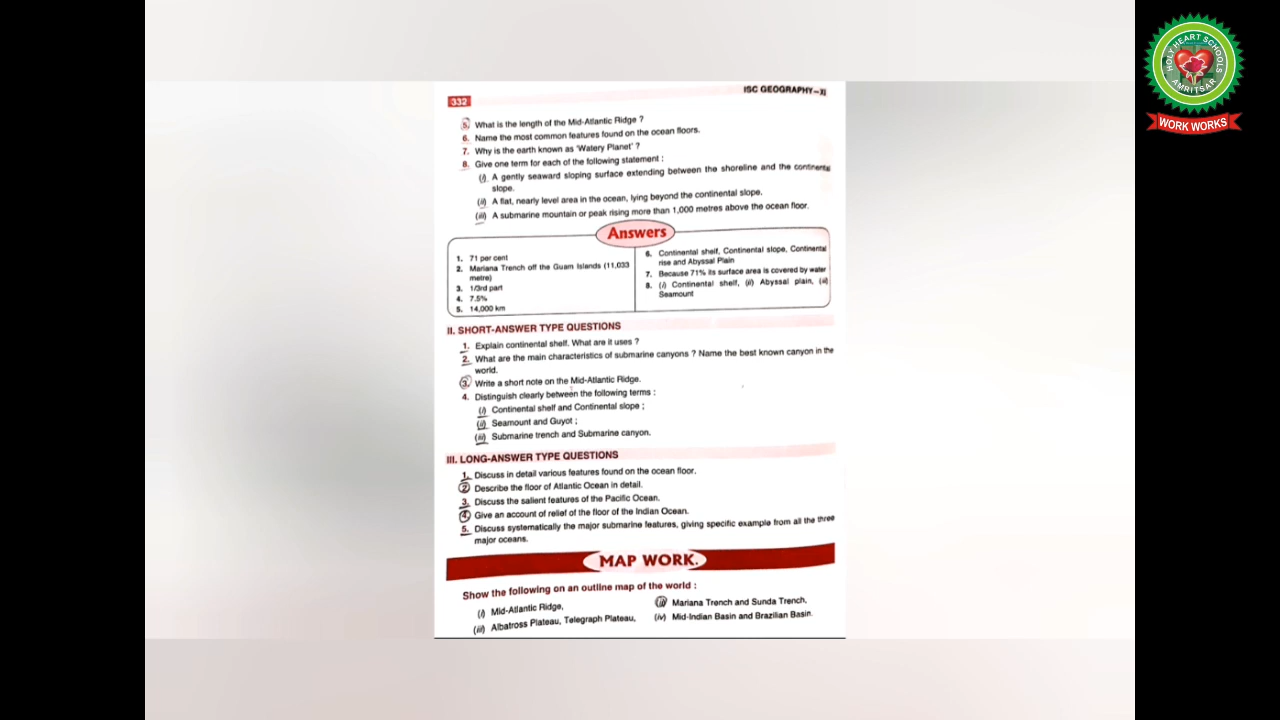 332
ISC GEOGRAPHY–XI
5. What is the length of the Mid-Atlantic Ridge ?
6. Name the most common features found on the ocean floors.
7. Why is the earth known as 'Watery Planet' ?
8. Give one term for each of the following statement :
(i) A gently seaward sloping surface extending between the shoreline and the continental
slope.
(ii) A flat, nearly level area in the ocean, lying beyond the continental slope.
(iii) A submarine mountain or peak rising more than 1,000 metres above the ocean floor.
Answers
1. 71 per cent
2. Mariana Trench off the Guam Islands (11,033
metre)
3. 1/3rd part
4. 7.5%
5. 14,000 km
6. Continental shelf, Continental slope, Continental
rise and Abyssal Plain
7. Because 71% its surface area is covered by water
8. (i) Continental shelf, (ii) Abyssal plain, (iii)
Seamount
II. SHORT-ANSWER TYPE QUESTIONS
1. Explain continental shelf. What are it uses ?
2. What are the main characteristics of submarine canyons ? Name the best known canyon in the
world.
3. Write a short note on the Mid-Atlantic Ridge.
4. Distinguish clearly between the following terms :
(i) Continental shelf and Continental slope ;
(ii) Seamount and Guyot ;
(iii) Submarine trench and Submarine canyon.
III. LONG-ANSWER TYPE QUESTIONS
1. Discuss in detail various features found on the ocean floor.
2. Describe the floor of Atlantic Ocean in detail.
3. Discuss the salient features of the Pacific Ocean.
4. Give an account of relief of the floor of the Indian Ocean.
5. Discuss systematically the major submarine features, giving specific example from all the three
major oceans.
MAP WORK.
Show the following on an outline map of the world :
(i) Mid-Atlantic Ridge,
(ii) Mariana Trench and Sunda Trench,
(iii) Albatross Plateau, Telegraph Plateau,
(iv) Mid-Indian Basin and Brazilian Basin.
HOLY HEART SCHOOLS
AMRITSAR
WORK WORKS